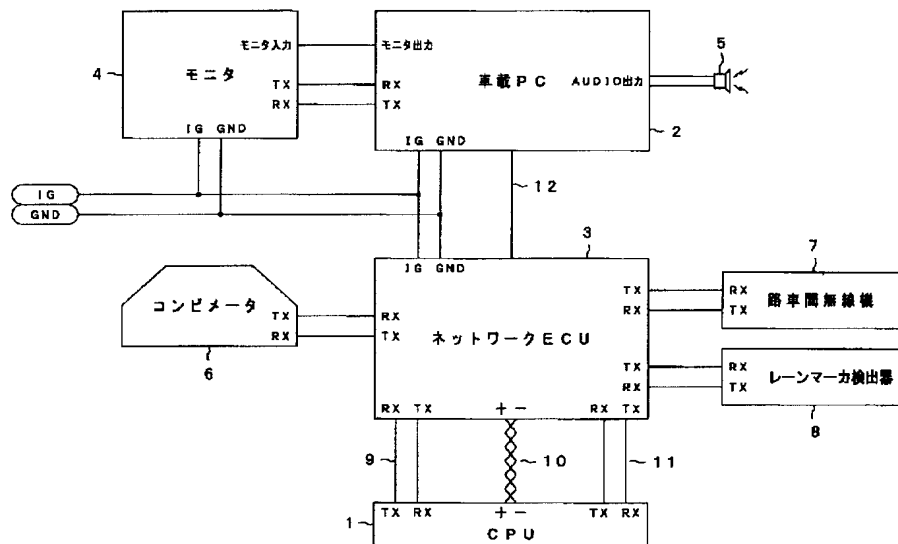 モニタ入力 モニタ出力
4 モニタ 車載PC AUDIO出力 5
TX RX
RX TX
2
IG GND IG GND
12
IG
GND
3 7
IG GND
コンビメータ TX RX 路車間無線機
TX RX RX TX
RX TX ネットワークECU
6 TX RX レーンマーカ検出器
RX TX
8
RX TX + - RX TX
9 10 11
TX RX + - TX RX
1 CPU